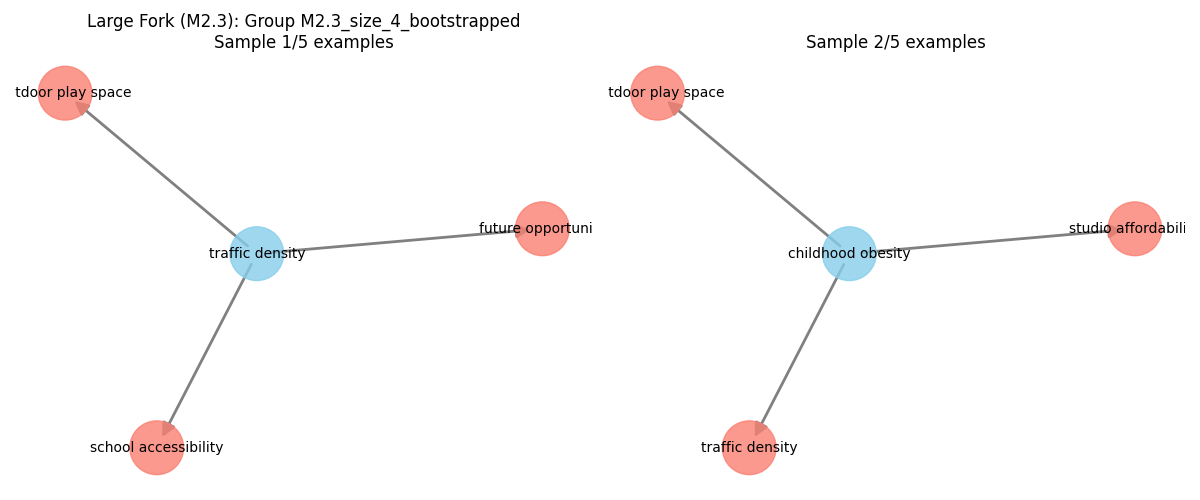 Large Fork (M2.3): Group M2.3_size_4_bootstrapped
Sample 1/5 examples
Sample 2/5 examples
tdoor play space
tdoor play space
future opportuni
studio affordabili
traffic density
childhood obesity
school accessibility
traffic density